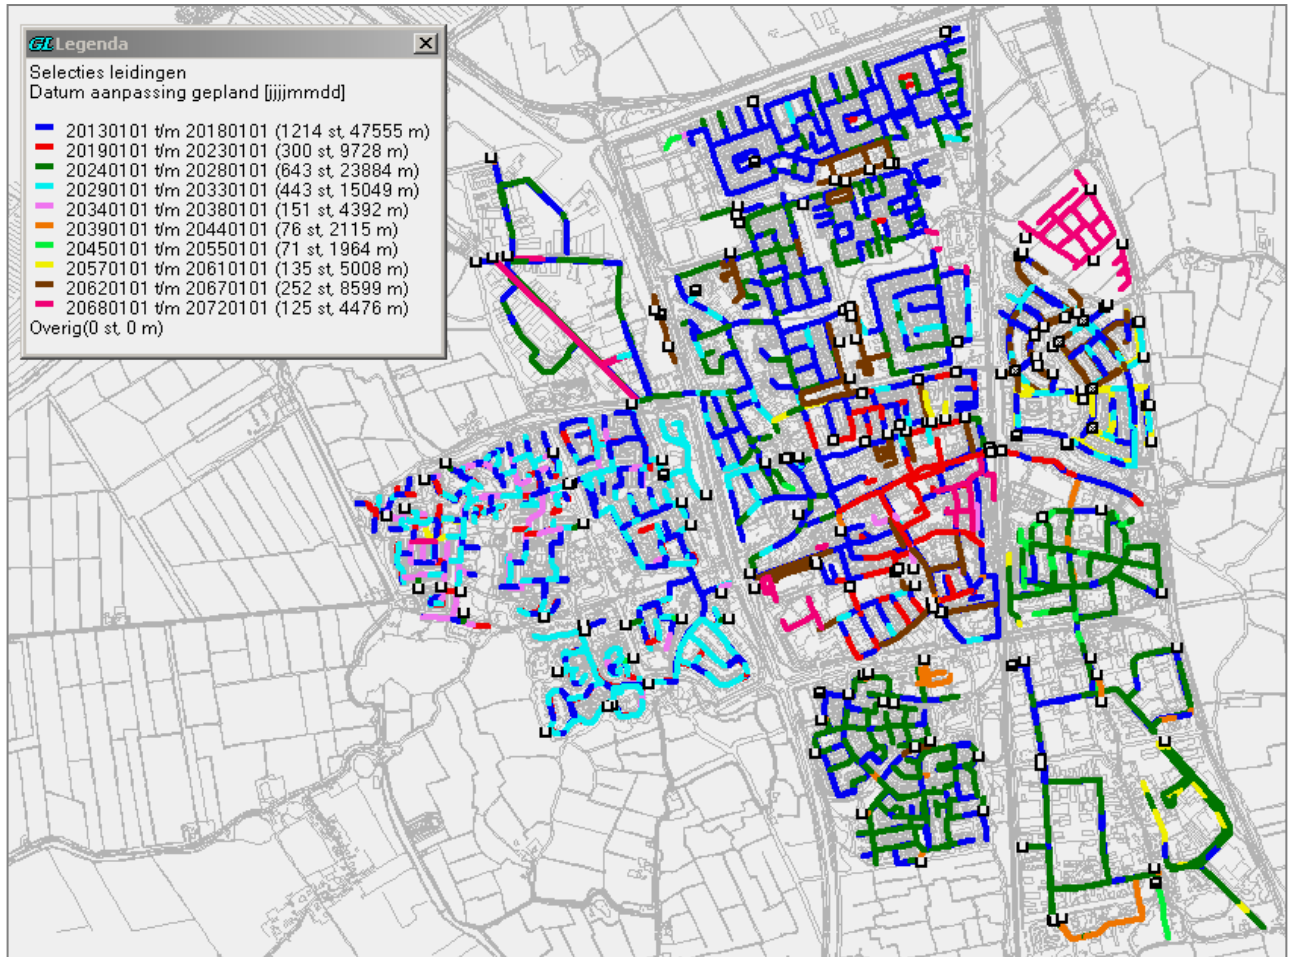 GL Legenda
Selecties leidingen
Datum aanpassing gepland [jjjjmmdd]
20130101 t/m 20180101 (1214 st, 47555 m)
20190101 t/m 20230101 (300 st, 9728 m)
20240101 t/m 20280101 (643 st, 23884 m)
20290101 t/m 20330101 (443 st, 15049 m)
20340101 t/m 20380101 (151 st, 4392 m)
20390101 t/m 20440101 (76 st, 2115 m)
20450101 t/m 20550101 (71 st, 1964 m)
20570101 t/m 20610101 (135 st, 5008 m)
20620101 t/m 20670101 (252 st, 8599 m)
20680101 t/m 20720101 (125 st, 4476 m)
Overig(0 st, 0 m)